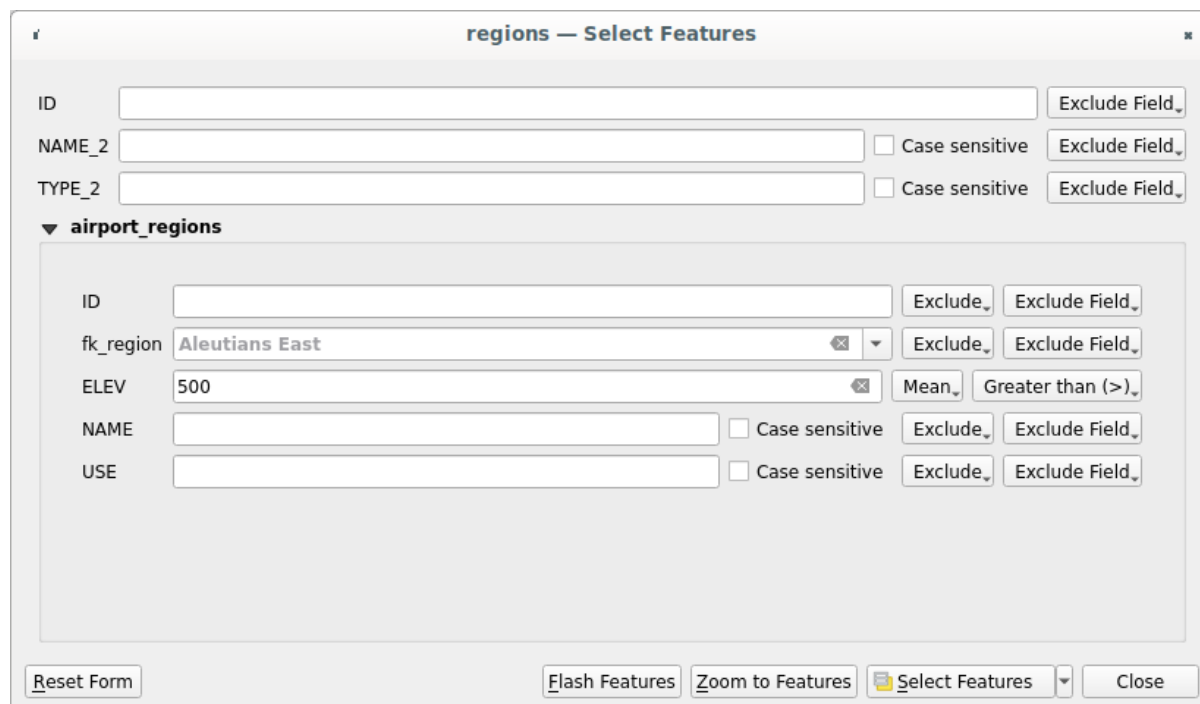 regions — Select Features
ID Exclude Field
NAME_2 Case sensitive Exclude Field
TYPE_2 Case sensitive Exclude Field
airport_regions
ID Exclude Exclude Field
fk_region Aleutians East Exclude Exclude Field
ELEV 500 Mean Greater than (>)
NAME Case sensitive Exclude Exclude Field
USE Case sensitive Exclude Exclude Field
Reset Form Flash Features Zoom to Features Select Features Close